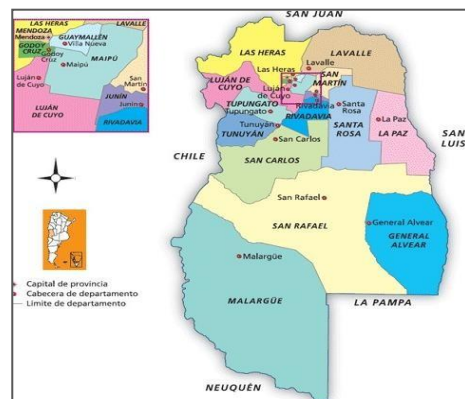 SAN JUAN
LAS HERAS
LAVALLE
MENDOZA
Mendoza
GUAYMALLÉN
Villa Nueva
GODOY
CRUZ
Godoy
Cruz
MAIPÚ
Maipú
Luján
de Cuyo
San
Martín
LUJÁN
DE CUYO
JUNÍN
Junín
RIVADAVIA
LAS HERAS
LAVALLE
Las Heras
Lavalle
LUJÁN DE
CUYO
Luján
de Cuyo
SAN
MARTÍN
TUPUNGATO
Tupungato
Rivadavia
RIVADAVIA
Santa
Rosa
SANTA
ROSA
La Paz
LA PAZ
SAN
LUIS
Tunuyán
TUNUYÁN
San Carlos
SAN CARLOS
CHILE
San Rafael
SAN RAFAEL
General Alvear
GENERAL
ALVEAR
Malargüe
MALARGÜE
LA PAMPA
NEUQUÉN
Capital de provincia
Cabecera de departamento
Límite de departamento